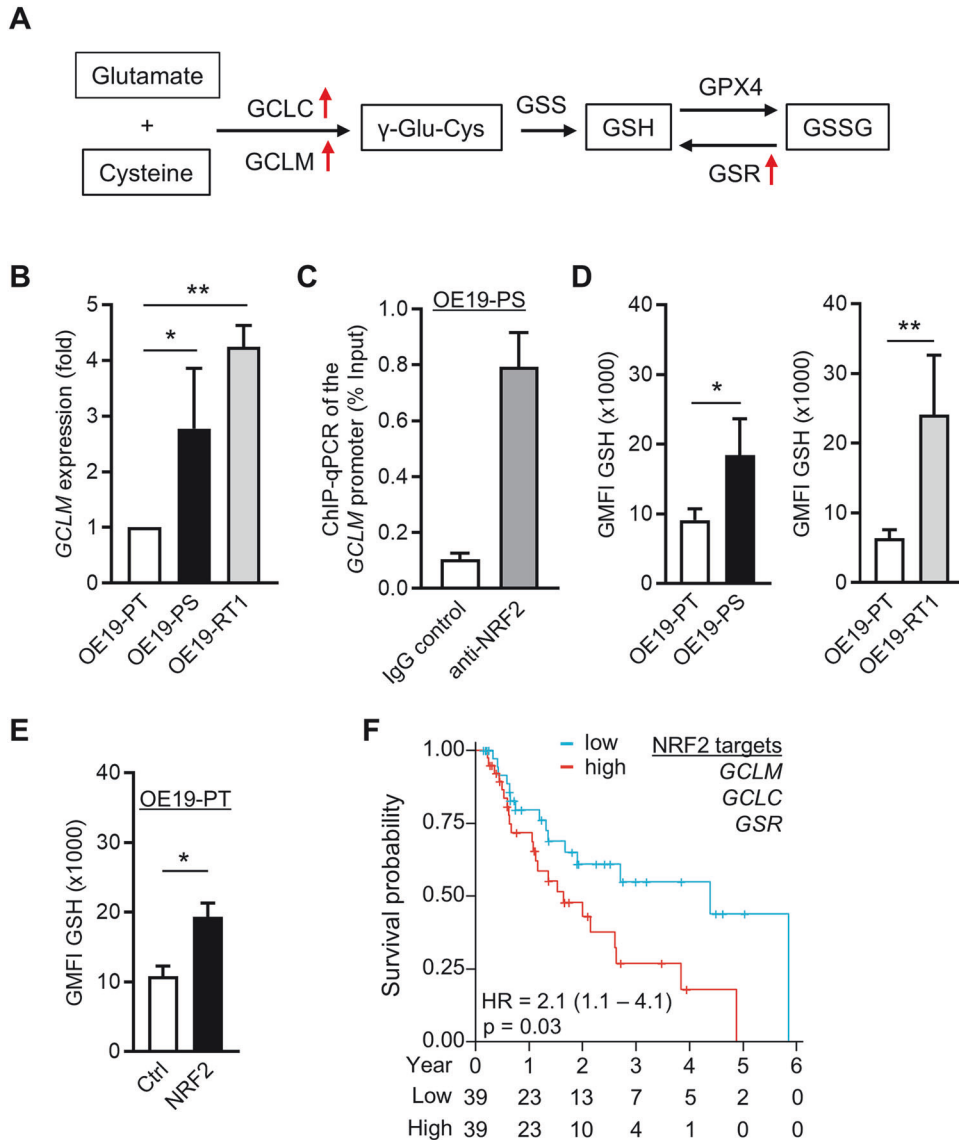 A
Glutamate
+
Cysteine
GCLC
GCLM
γ-Glu-Cys
GSS
GSH
GPX4
GSR
GSSG
B
**
*
GCLM expression (fold)
5
4
3
2
1
0
OE19-PT
OE19-PS
OE19-RT1
C
OE19-PS
ChIP-qPCR of the
GCLM promoter (% Input)
1.0
0.8
0.6
0.4
0.2
0.0
IgG control
anti-NRF2
D
GMFI GSH (x1000)
40
30
20
10
0
*
OE19-PT
OE19-PS
GMFI GSH (x1000)
40
30
20
10
0
**
OE19-PT
OE19-RT1
E
OE19-PT
GMFI GSH (x1000)
40
30
20
10
0
*
Ctrl
NRF2
F
low
high
NRF2 targets
GCLM
GCLC
GSR
Survival probability
1.00
0.75
0.50
0.25
0.00
HR = 2.1 (1.1 – 4.1)
p = 0.03
Year 0 1 2 3 4 5 6
Low 39 23 13 7 5 2 0
High 39 23 10 4 1 0 0